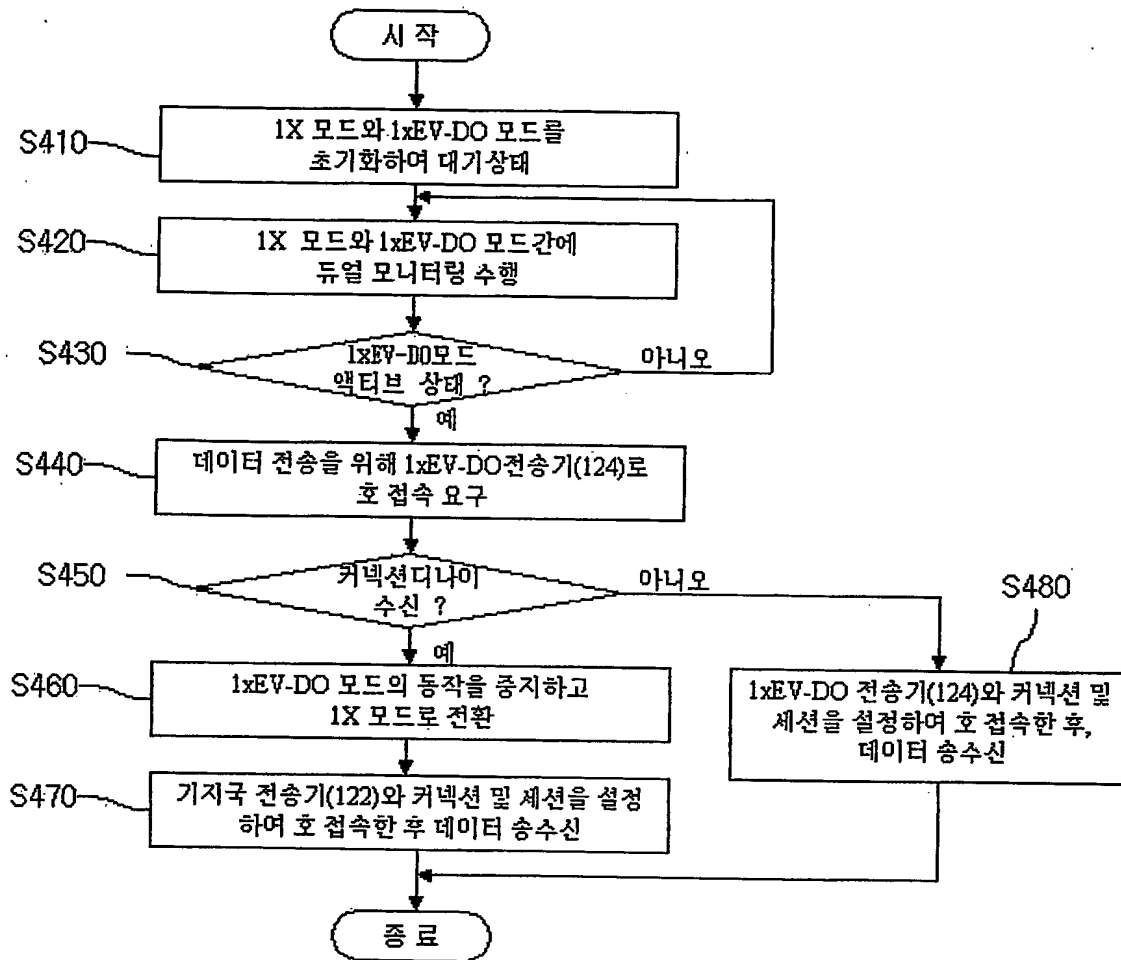 시 작
S410
1X 모드와 1xEV-DO 모드를
초기화하여 대기상태
S420
1X 모드와 1xEV-DO 모드간에
듀얼 모니터링 수행
S430
1xEV-DO모드
액티브 상태 ?
아니오
예
S440
데이터 전송을 위해 1xEV-DO전송기(124)로
호 접속 요구
S450
커넥션디나이
수신 ?
아니오
S480
예
S460
1xEV-DO 모드의 동작을 중지하고
1X 모드로 전환
1xEV-DO 전송기(124)와 커넥션 및
세션을 설정하여 호 접속한 후,
데이터 송수신
S470
기지국 전송기(122)와 커넥션 및 세션을 설정
하여 호 접속한 후 데이터 송수신
종 료